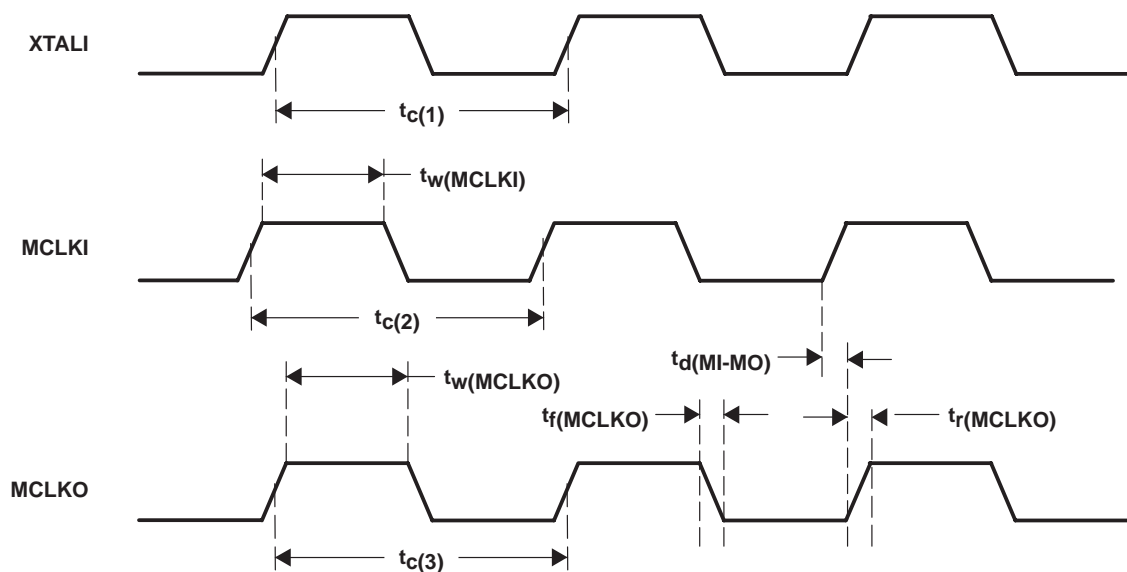 XTALI
tc(1)
tw(MCLKI)
MCLKI
tc(2)
td(MI-MO)
tw(MCLKO)
tf(MCLKO)
tr(MCLKO)
MCLKO
tc(3)